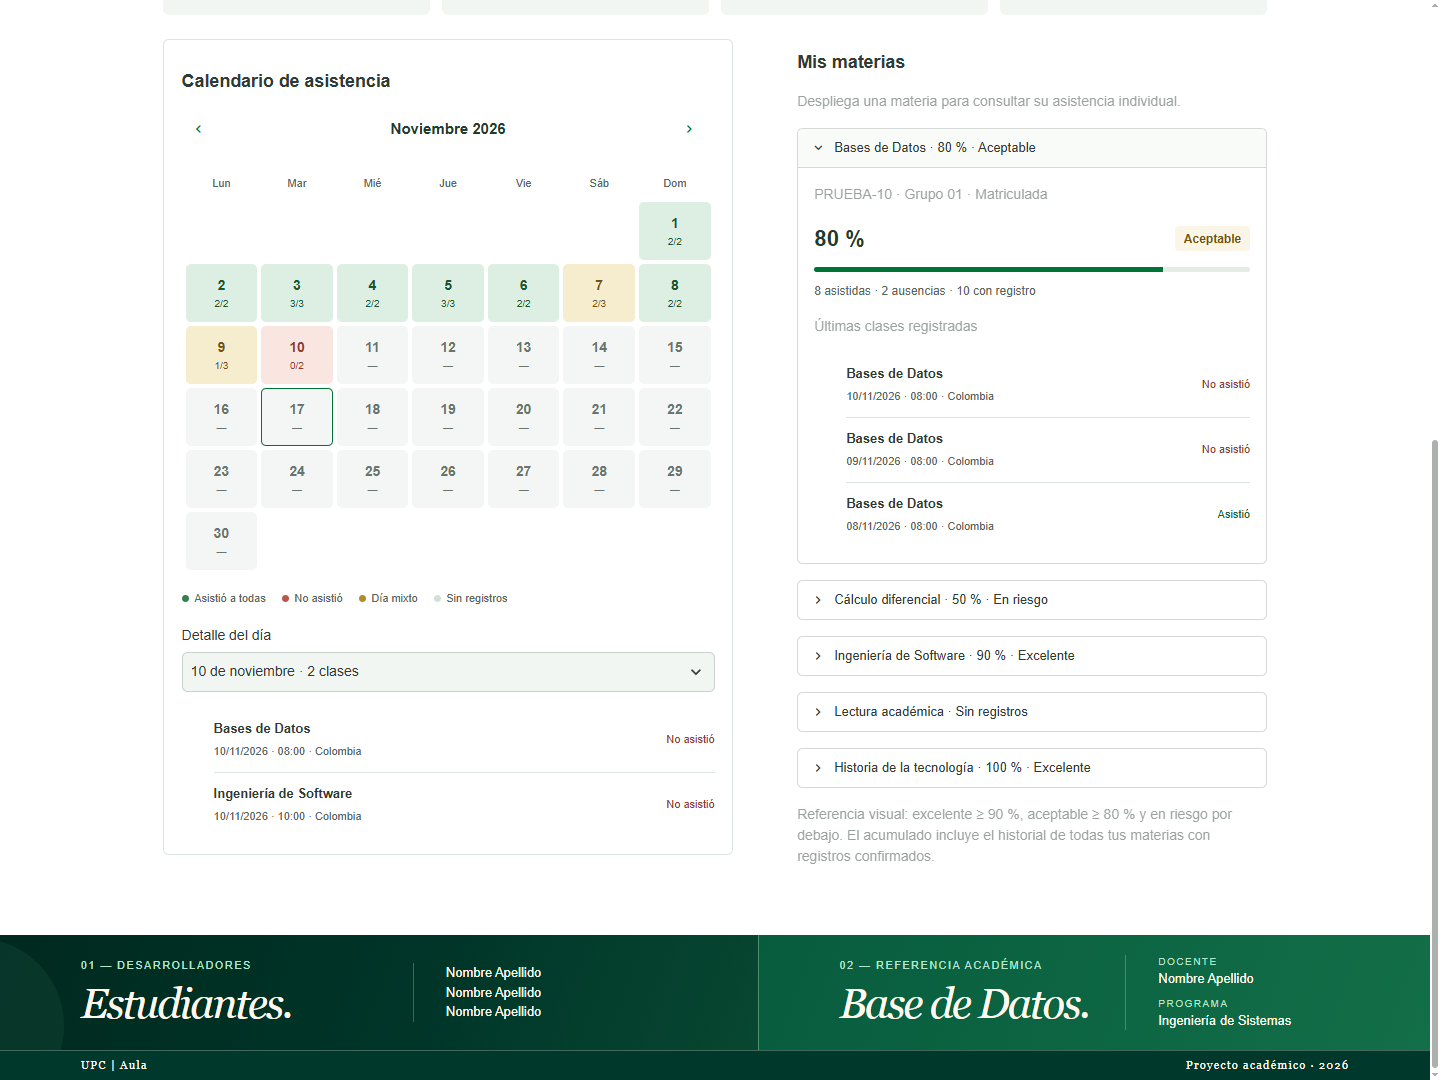 Calendario de asistencia
Noviembre 2026
Lun Mar Mié Jue Vie Sáb Dom
1
2/2
2 3 4 5 6 7 8
2/2 3/3 2/2 3/3 2/2 2/3 2/2
9 10 11 12 13 14 15
1/3 0/2 — — — — —
16 17 18 19 20 21 22
— — — — — — —
23 24 25 26 27 28 29
— — — — — — —
30
—
Asistió a todas No asistió Día mixto Sin registros
Detalle del día
10 de noviembre · 2 clases
Bases de Datos
10/11/2026 · 08:00 · Colombia
No asistió
Ingeniería de Software
10/11/2026 · 10:00 · Colombia
No asistió
Mis materias
Despliega una materia para consultar su asistencia individual.
Bases de Datos · 80 % · Aceptable
PRUEBA-10 · Grupo 01 · Matriculada
80 %
Aceptable
8 asistidas · 2 ausencias · 10 con registro
Últimas clases registradas
Bases de Datos
10/11/2026 · 08:00 · Colombia
No asistió
Bases de Datos
09/11/2026 · 08:00 · Colombia
No asistió
Bases de Datos
08/11/2026 · 08:00 · Colombia
Asistió
Cálculo diferencial · 50 % · En riesgo
Ingeniería de Software · 90 % · Excelente
Lectura académica · Sin registros
Historia de la tecnología · 100 % · Excelente
Referencia visual: excelente ≥ 90 %, aceptable ≥ 80 % y en riesgo por
debajo. El acumulado incluye el historial de todas tus materias con
registros confirmados.
01 — DESARROLLADORES
Estudiantes.
Nombre Apellido
Nombre Apellido
Nombre Apellido
02 — REFERENCIA ACADÉMICA
Base de Datos.
DOCENTE
Nombre Apellido
PROGRAMA
Ingeniería de Sistemas
UPC | Aula
Proyecto académico · 2026